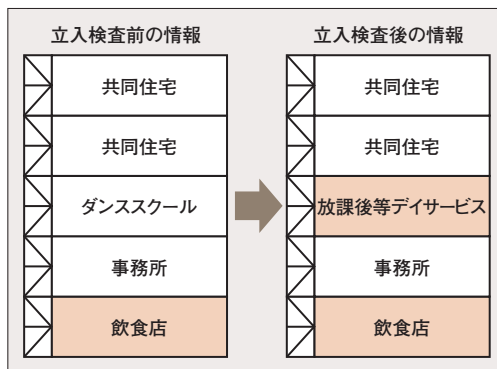 立入検査前の情報
共同住宅
共同住宅
ダンススクール
事務所
飲食店
立入検査後の情報
共同住宅
共同住宅
放課後等デイサービス
事務所
飲食店